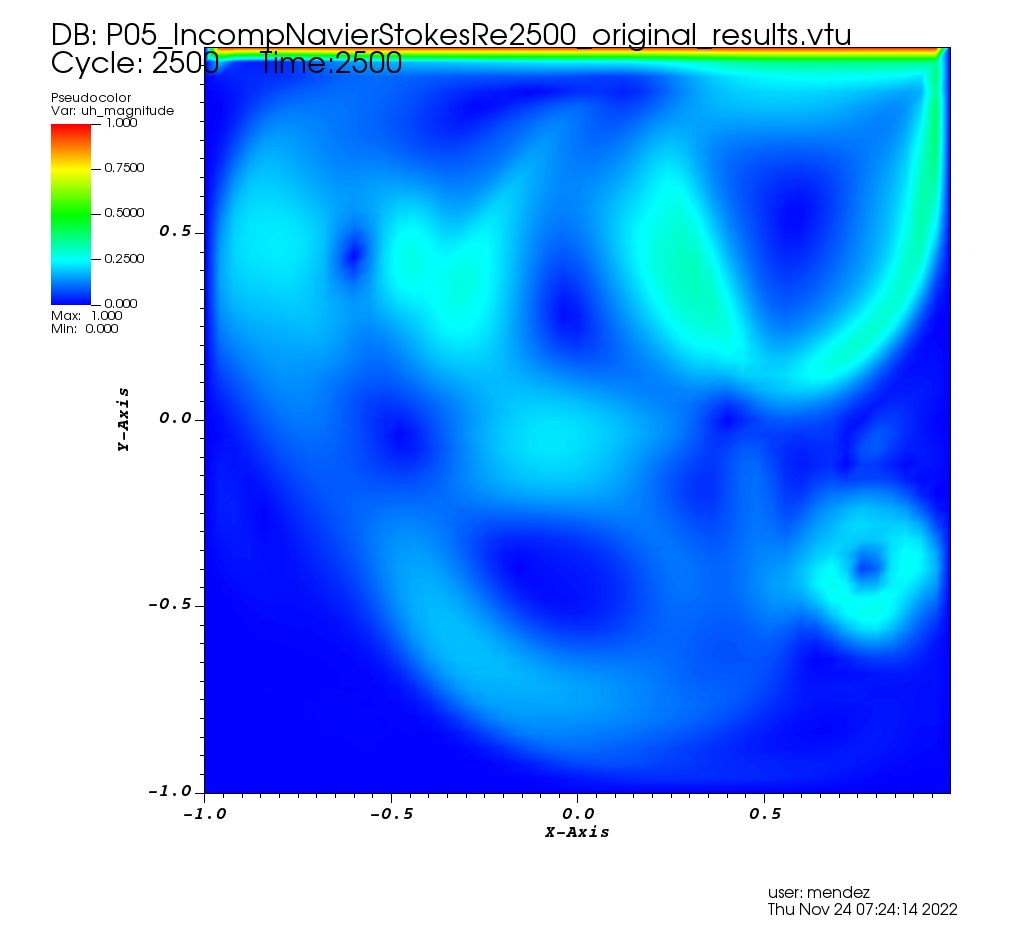 DB: P05_IncompNavierStokesRe2500_original_results.vtu
Cycle: 2500 Time:2500
Pseudocolor
Var: uh_magnitude
1.000
0.7500
0.5000
0.2500
0.000
Max: 1.000
Min: 0.000
0.5
0.0
-0.5
-1.0
Y-Axis
-1.0 -0.5 0.0 0.5
X-Axis
user: mendez
Thu Nov 24 07:24:14 2022